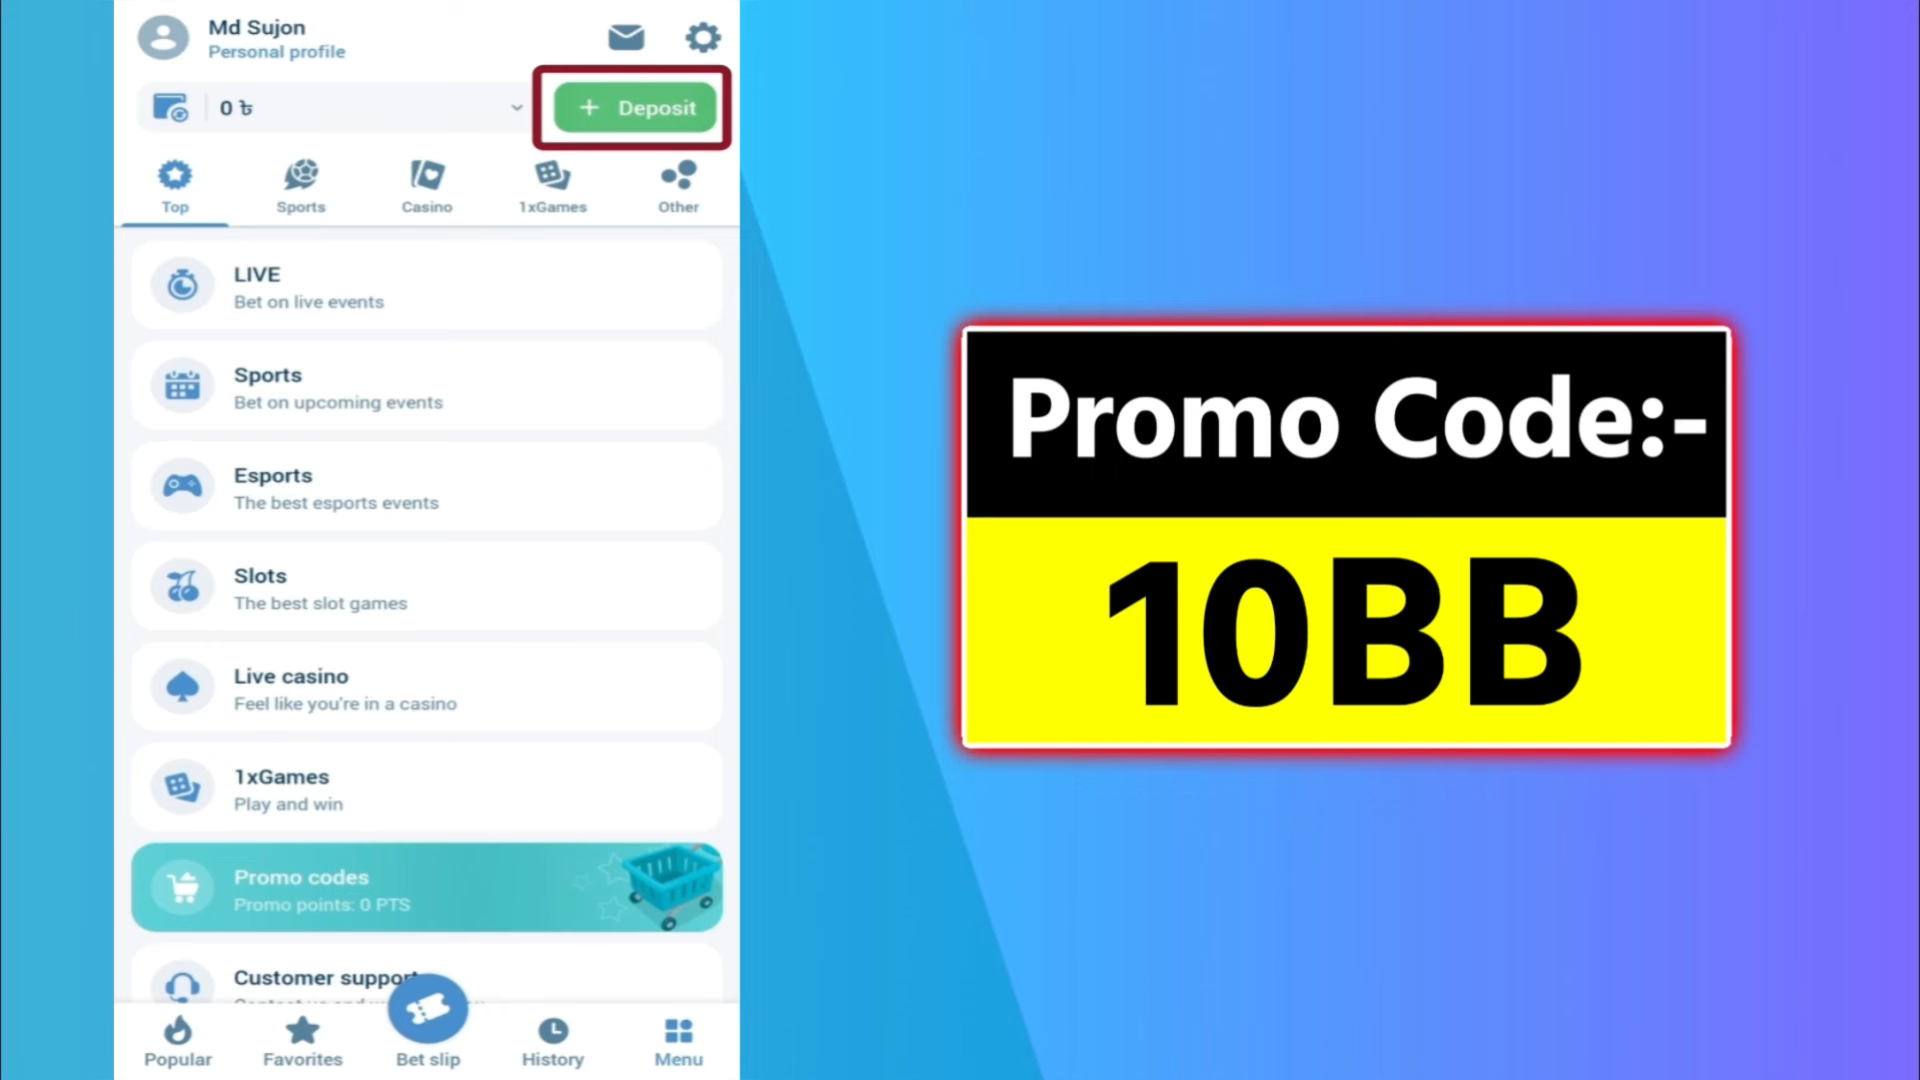 Md Sujon
Personal profile
0 ৳
+ Deposit
Top
Sports
Casino
1xGames
Other
LIVE
Bet on live events
Sports
Bet on upcoming events
Esports
The best esports events
Slots
The best slot games
Live casino
Feel like you're in a casino
1xGames
Play and win
Promo codes
Promo points: 0 PTS
Customer support
Popular
Favorites
Bet slip
History
Menu
Promo Code:-
10BB